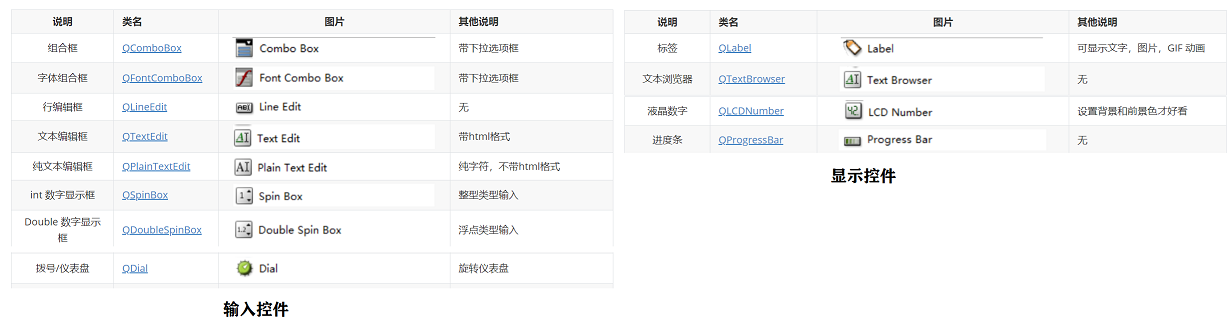 说明 类名 图片 其他说明
组合框 QComboBox Combo Box 带下拉选项框
字体组合框 QFontComboBox Font Combo Box 带下拉选项框
行编辑框 QLineEdit ABI Line Edit 无
文本编辑框 QTextEdit AI Text Edit 带html格式
纯文本编辑框 QPlainTextEdit AI Plain Text Edit 纯字符，不带html格式
int 数字显示框 QSpinBox 1 Spin Box 整型类型输入
Double 数字显示
框 QDoubleSpinBox 1.2 Double Spin Box 浮点类型输入
拨号/仪表盘 QDial Dial 旋转仪表盘
输入控件
说明 类名 图片 其他说明
标签 QLabel Label 可显示文字，图片，GIF 动画
文本浏览器 QTextBrowser AI Text Browser 无
液晶数字 QLCDNumber 42 LCD Number 设置背景和前景色才好看
进度条 QProgressBar Progress Bar 无
显示控件